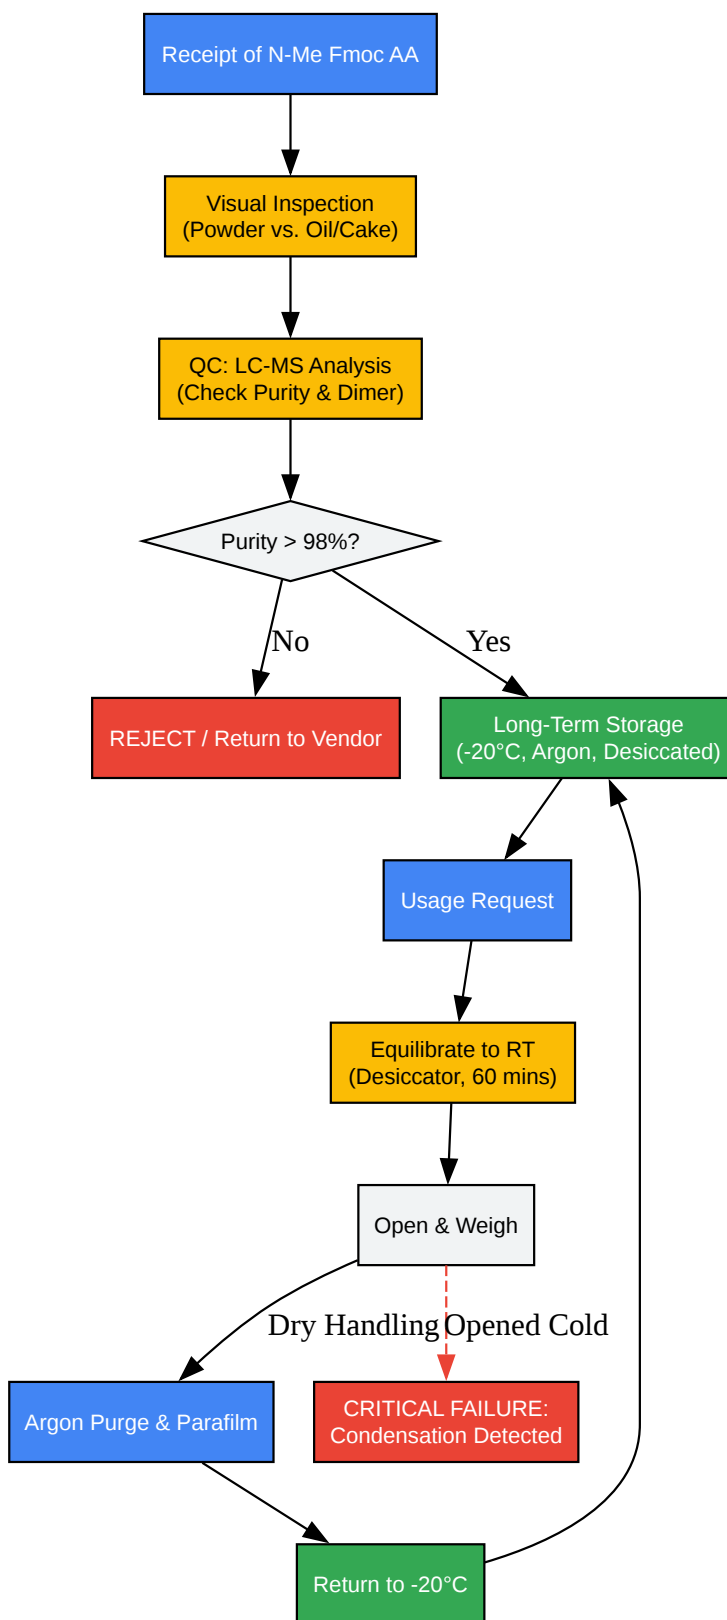 Receipt of N-Me Fmoc AA
Visual Inspection
(Powder vs. Oil/Cake)
QC: LC-MS Analysis
(Check Purity & Dimer)
Purity > 98%?
No
Yes
REJECT / Return to Vendor
Long-Term Storage
(-20°C, Argon, Desiccated)
Usage Request
Equilibrate to RT
(Desiccator, 60 mins)
Open & Weigh
Dry Handling
Opened Cold
Argon Purge & Parafilm
CRITICAL FAILURE:
Condensation Detected
Return to -20°C